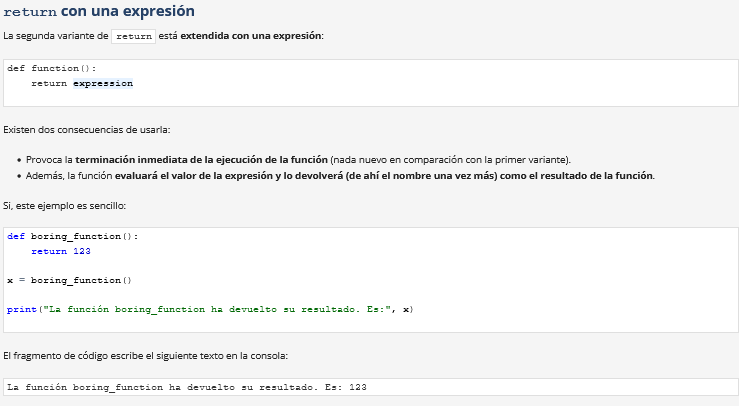 return con una expresión
La segunda variante de return está extendida con una expresión:
def function():
    return expression
Existen dos consecuencias de usarla:
• Provoca la terminación inmediata de la ejecución de la función (nada nuevo en comparación con la primer variante).
• Además, la función evaluará el valor de la expresión y lo devolverá (de ahí el nombre una vez más) como el resultado de la función.
Si, este ejemplo es sencillo:
def boring_function():
    return 123
x = boring_function()
print("La función boring_function ha devuelto su resultado. Es:", x)
El fragmento de código escribe el siguiente texto en la consola:
La función boring_function ha devuelto su resultado. Es: 123